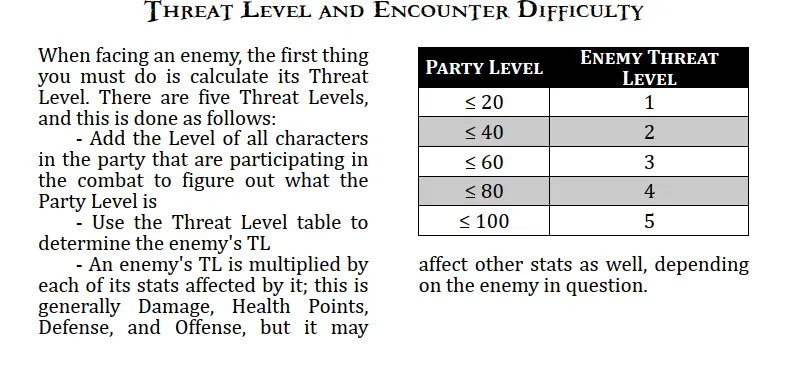 Threat Level and Encounter Difficulty
When facing an enemy, the first thing
you must do is calculate its Threat
Level. There are five Threat Levels,
and this is done as follows:
- Add the Level of all characters
in the party that are participating in
the combat to figure out what the
Party Level is
- Use the Threat Level table to
determine the enemy's TL
- An enemy's TL is multiplied by
each of its stats affected by it; this is
generally Damage, Health Points,
Defense, and Offense, but it may
Party Level Enemy Threat
Level
≤ 20 1
≤ 40 2
≤ 60 3
≤ 80 4
≤ 100 5
affect other stats as well, depending
on the enemy in question.